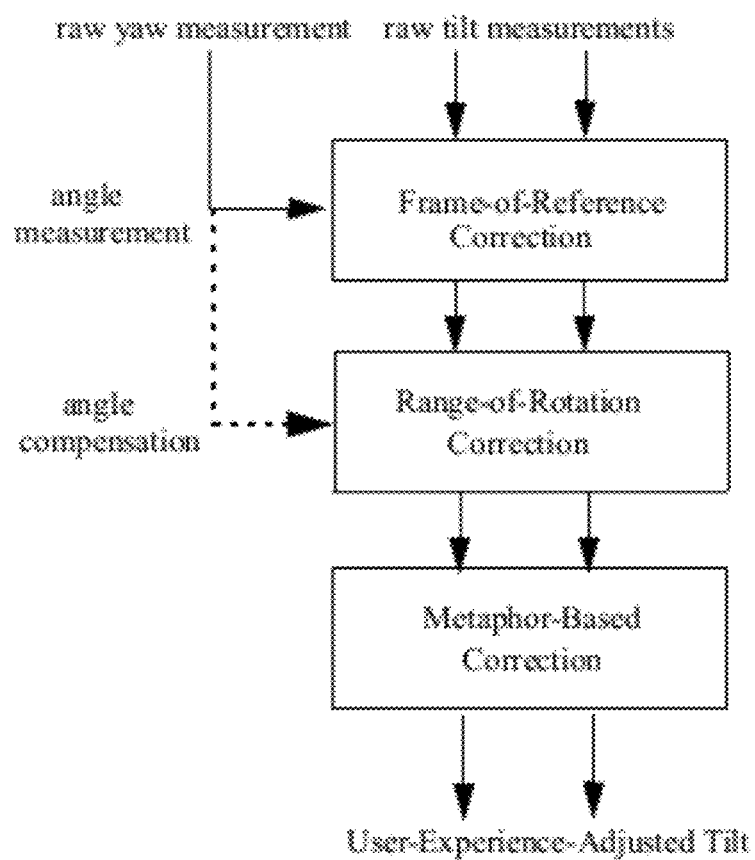 raw yaw measurement
raw tilt measurements
angle
measurement
Frame-of-Reference
Correction
angle
compensation
Range-of-Rotation
Correction
Metaphor-Based
Correction
User-Experience-Adjusted Tilt